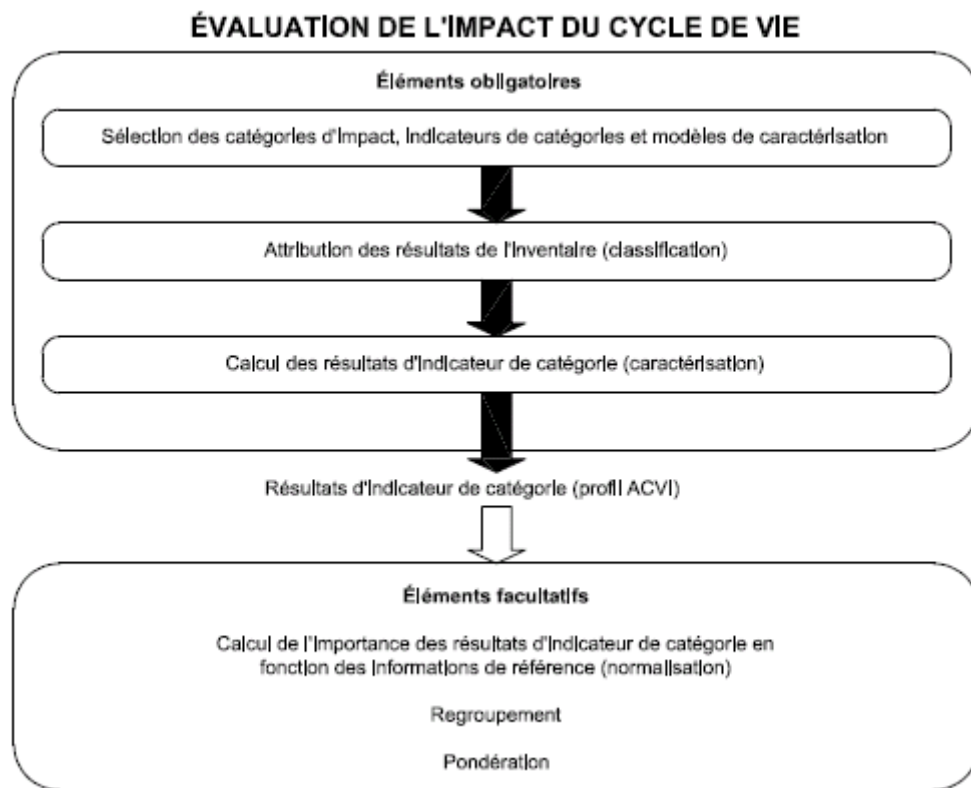 ÉVALUATION DE L'IMPACT DU CYCLE DE VIE
Éléments obligatoires
Sélection des catégories d'impact, indicateurs de catégories et modèles de caractérisation
Attribution des résultats de l'inventaire (classification)
Calcul des résultats d'indicateur de catégorie (caractérisation)
Résultats d'indicateur de catégorie (profil ACVI)
Éléments facultatifs
Calcul de l'importance des résultats d'indicateur de catégorie en
fonction des informations de référence (normalisation)
Regroupement
Pondération